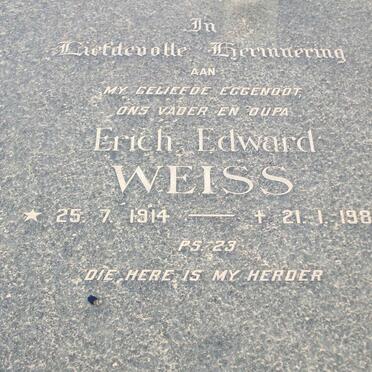 In
Liefdevolle Herinnering
AAN
MY GELIEFDE EGGENOOT,
ONS VADER EN OUPA
Erich Edward
WEISS
★ 25. 7. 1914 — † 21. 1. 198
PS. 23
DIE HERE IS MY HERDER